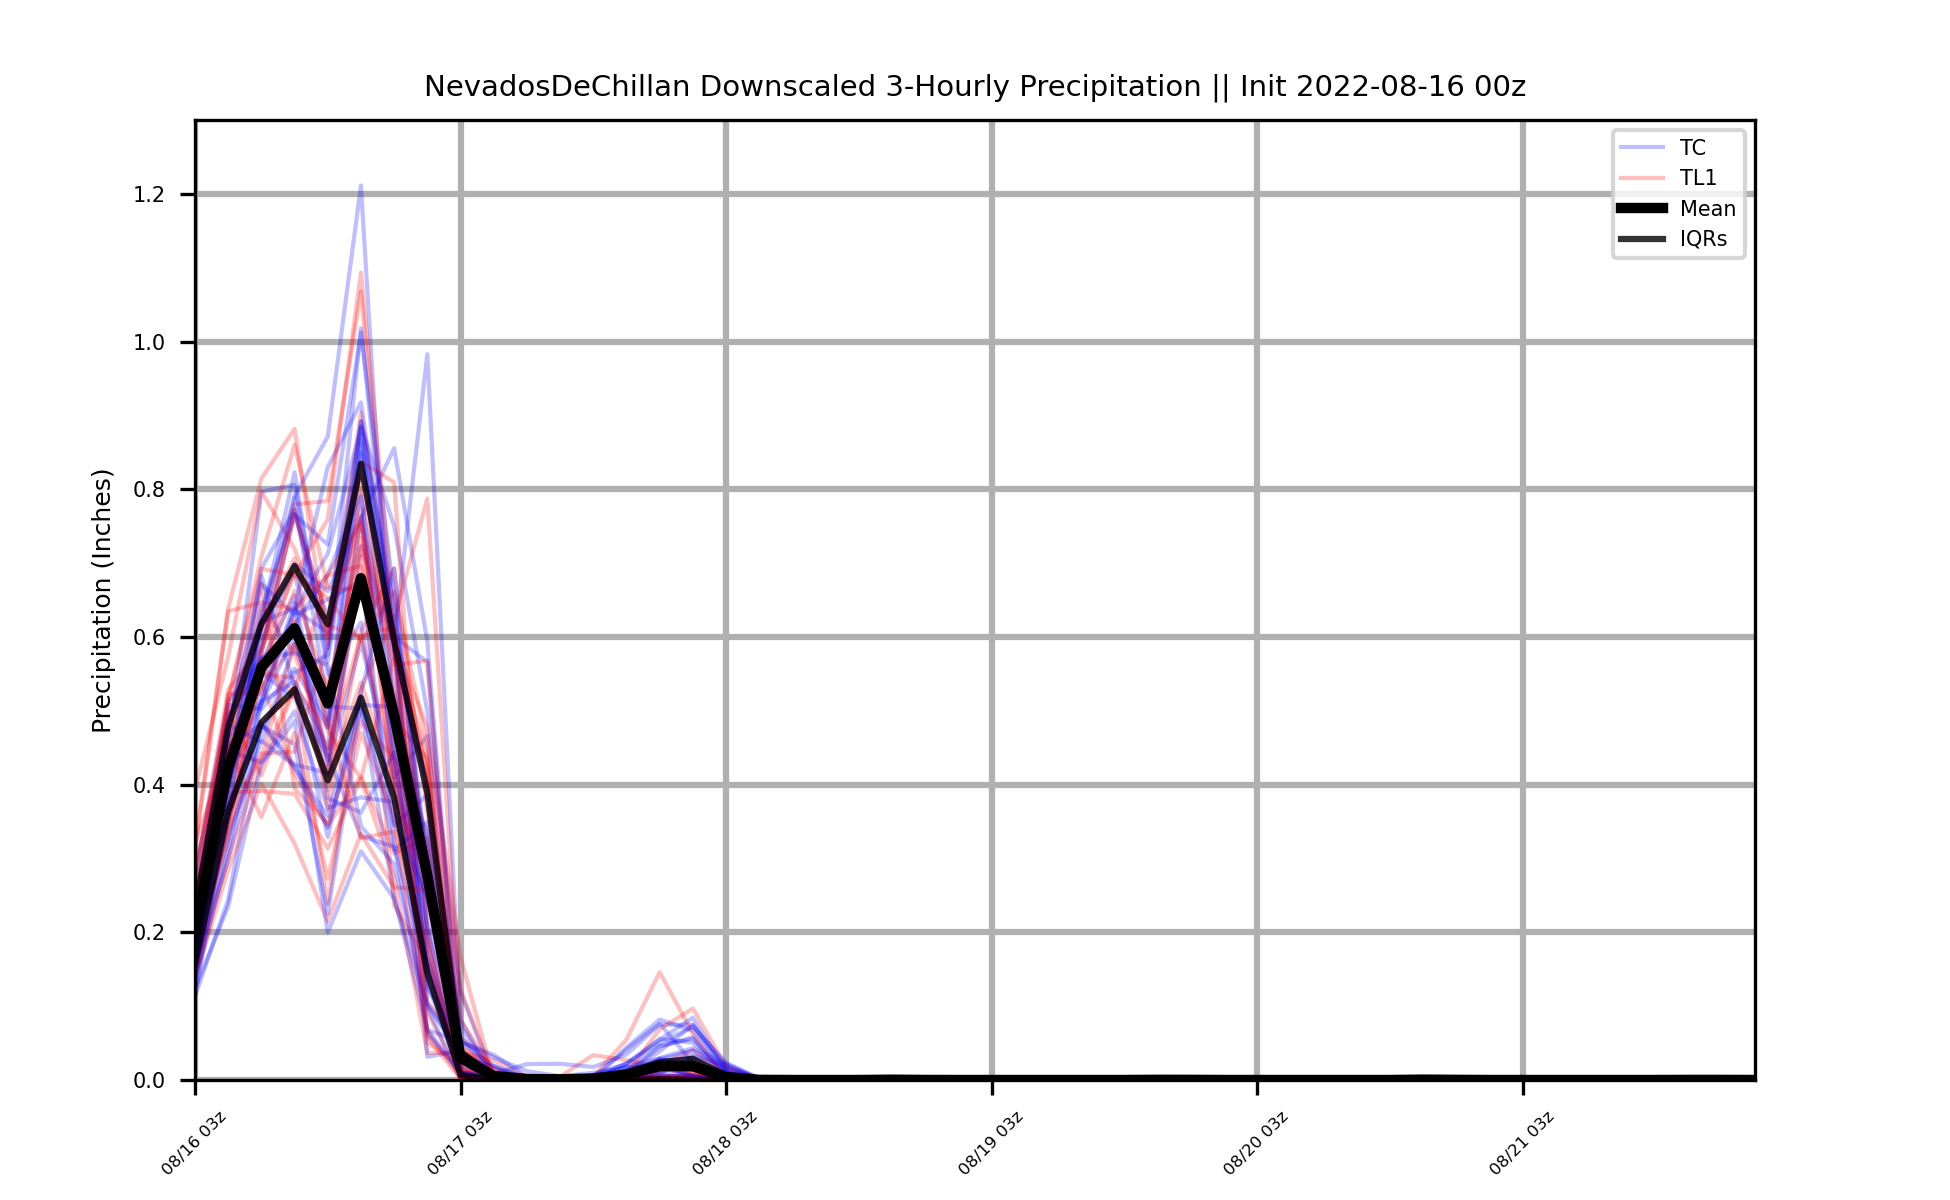 NevadosDeChillan Downscaled 3-Hourly Precipitation || Init 2022-08-16 00z
TC
TL1
Mean
IQRs
Precipitation (Inches)
1.2
1.0
0.8
0.6
0.4
0.2
0.0
08/16 03z
08/17 03z
08/18 03z
08/19 03z
08/20 03z
08/21 03z